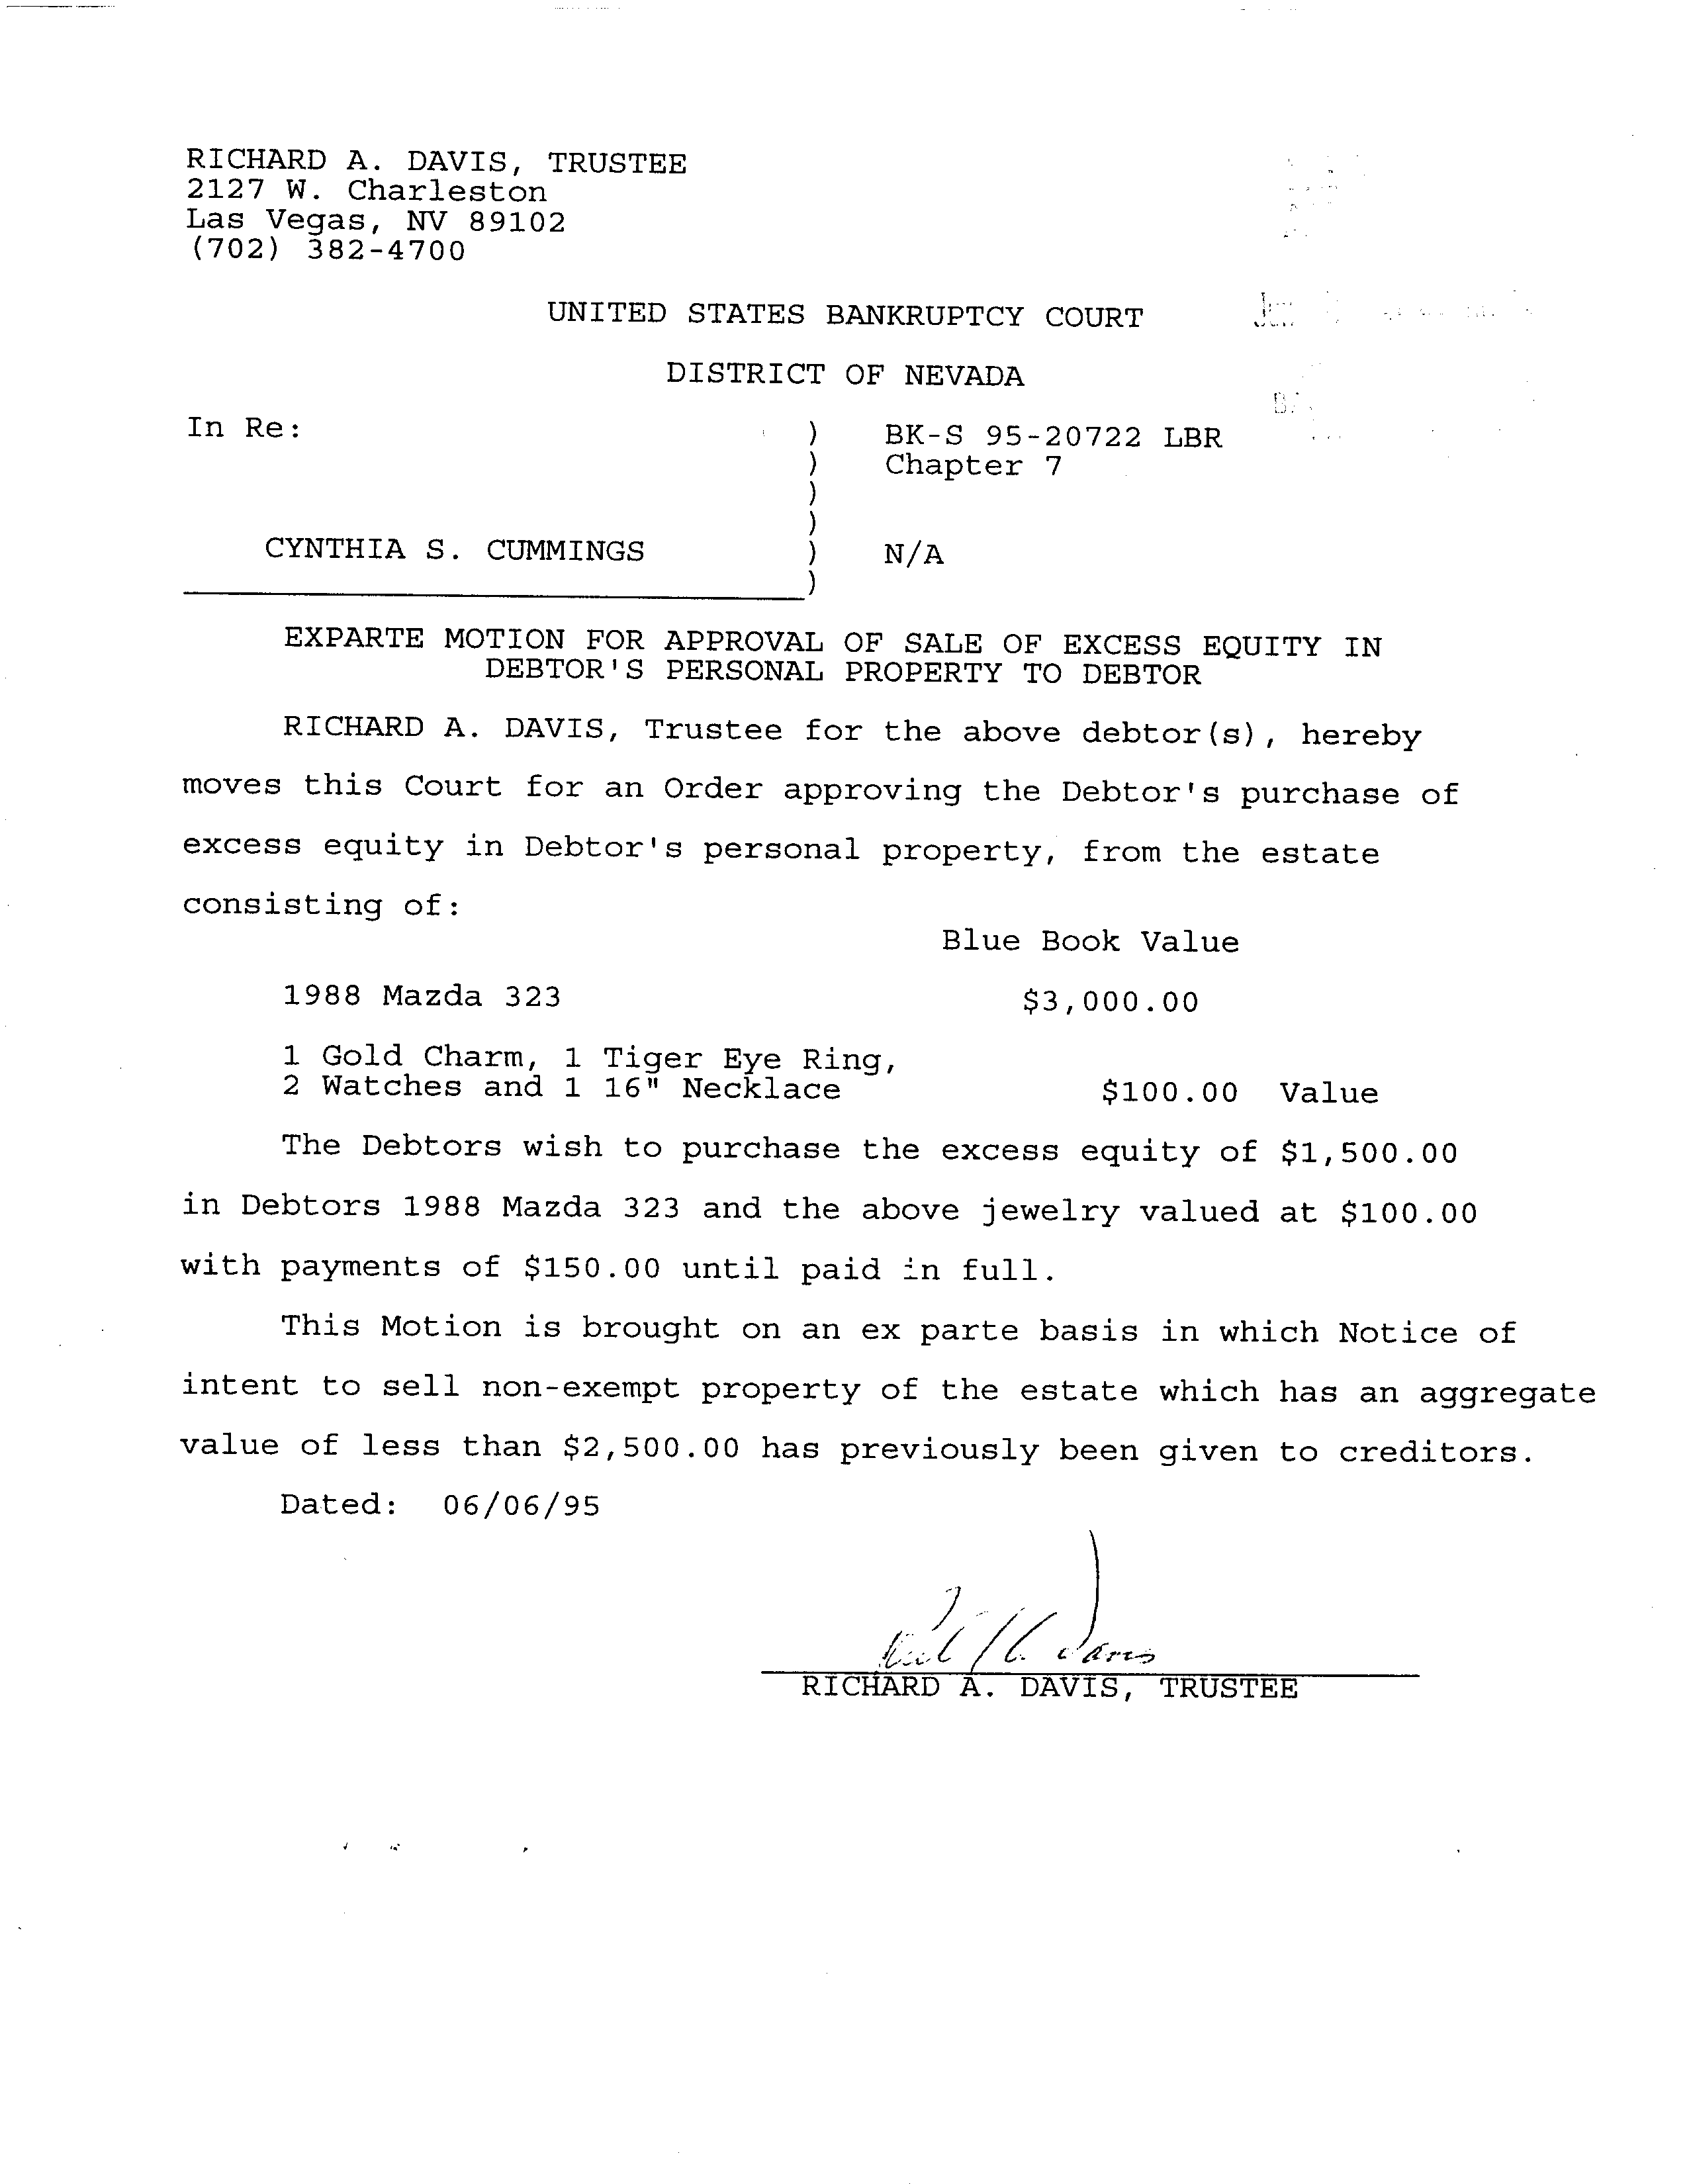 RICHARD A. DAVIS, TRUSTEE
2127 W. Charleston
Las Vegas, NV 89102
(702) 382-4700
UNITED STATES BANKRUPTCY COURT
DISTRICT OF NEVADA
In Re: ) BK-S 95-20722 LBR
) Chapter 7
)
)
CYNTHIA S. CUMMINGS ) N/A
)
EXPARTE MOTION FOR APPROVAL OF SALE OF EXCESS EQUITY IN
DEBTOR'S PERSONAL PROPERTY TO DEBTOR
RICHARD A. DAVIS, Trustee for the above debtor(s), hereby
moves this Court for an Order approving the Debtor's purchase of
excess equity in Debtor's personal property, from the estate
consisting of:
Blue Book Value
1988 Mazda 323 $3,000.00
1 Gold Charm, 1 Tiger Eye Ring,
2 Watches and 1 16" Necklace $100.00 Value
The Debtors wish to purchase the excess equity of $1,500.00
in Debtors 1988 Mazda 323 and the above jewelry valued at $100.00
with payments of $150.00 until paid in full.
This Motion is brought on an ex parte basis in which Notice of
intent to sell non-exempt property of the estate which has an aggregate
value of less than $2,500.00 has previously been given to creditors.
Dated: 06/06/95
RICHARD A. DAVIS, TRUSTEE